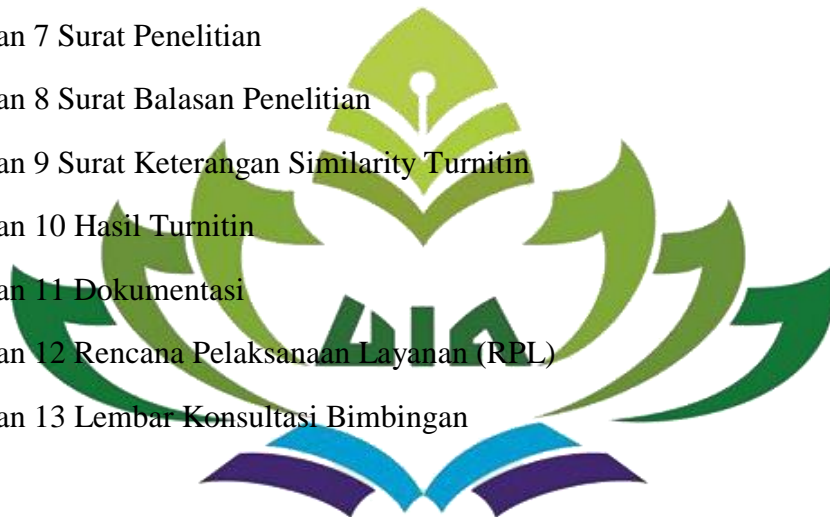 an 7 Surat Penelitian
an 8 Surat Balasan Penelitian
an 9 Surat Keterangan Similarity Turnitin
an 10 Hasil Turnitin
an 11 Dokumentasi
an 12 Rencana Pelaksanaan Layanan (RPL)
an 13 Lembar Konsultasi Bimbingan